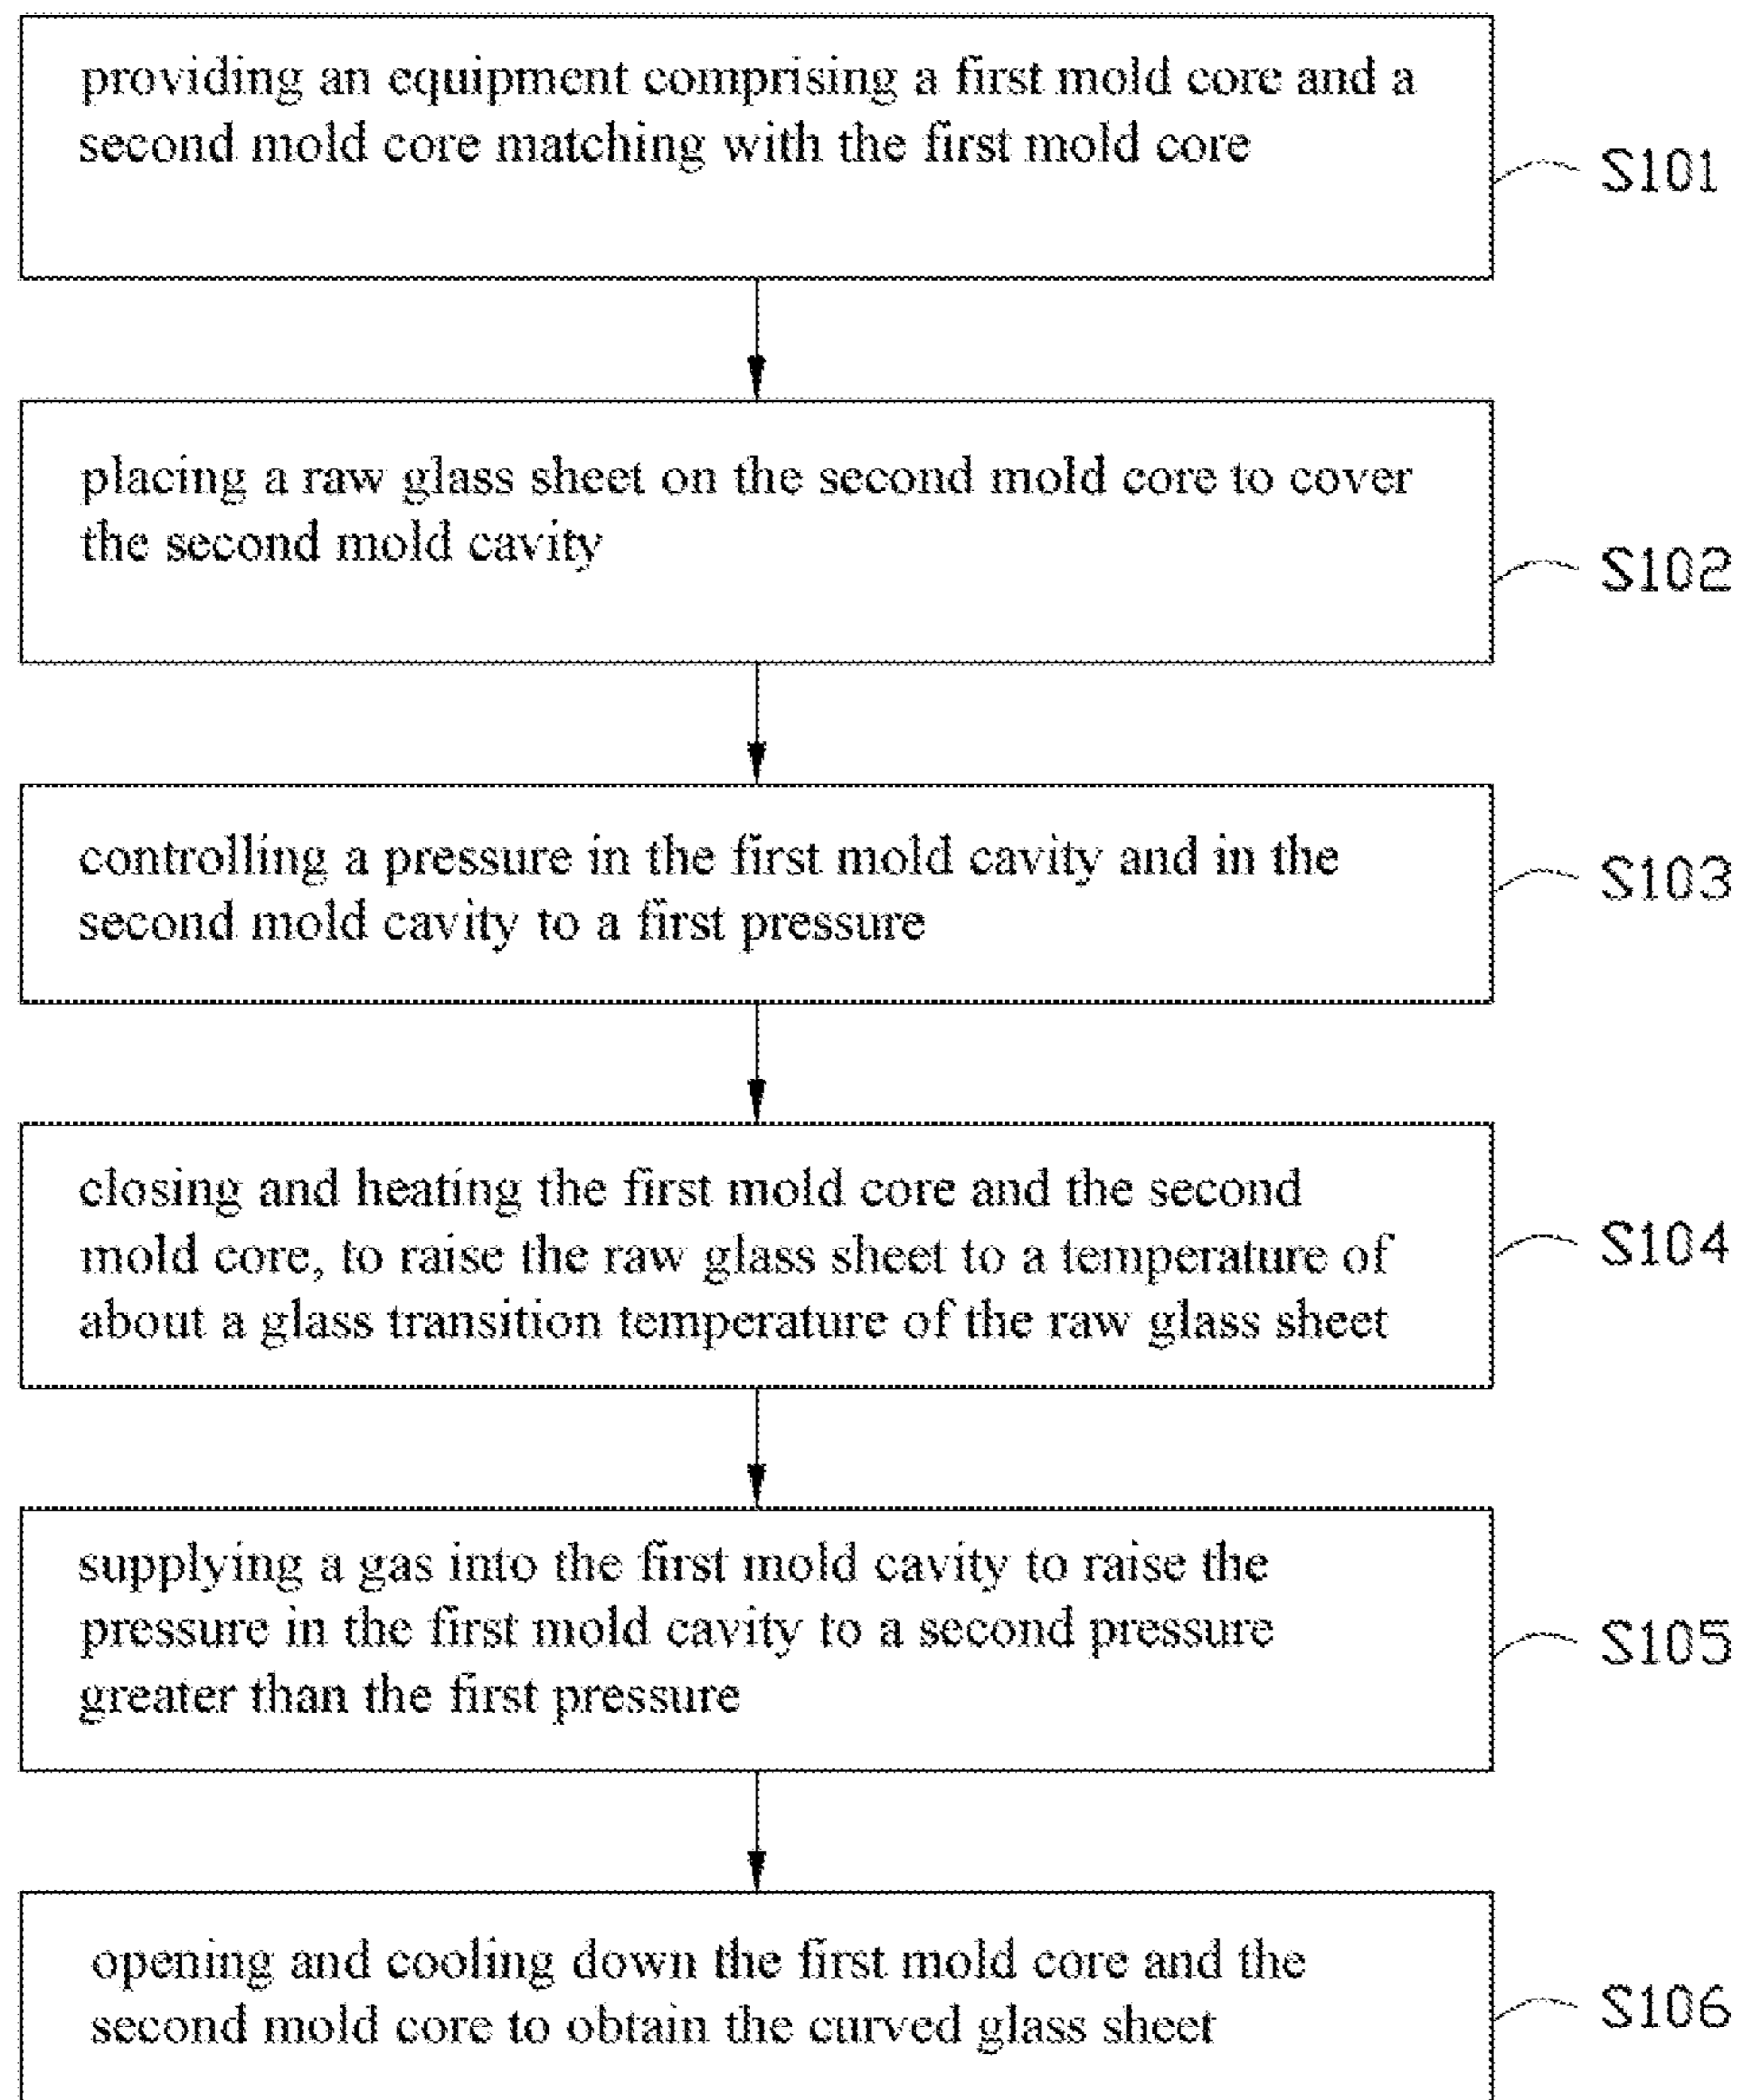 providing an equipment comprising a first mold core and a
second mold core matching with the first mold core
S101
placing a raw glass sheet on the second mold core to cover
the second mold cavity
S102
controlling a pressure in the first mold cavity and in the
second mold cavity to a first pressure
S103
closing and heating the first mold core and the second
mold core, to raise the raw glass sheet to a temperature of
about a glass transition temperature of the raw glass sheet
S104
supplying a gas into the first mold cavity to raise the
pressure in the first mold cavity to a second pressure
greater than the first pressure
S105
opening and cooling down the first mold core and the
second mold core to obtain the curved glass sheet
S106